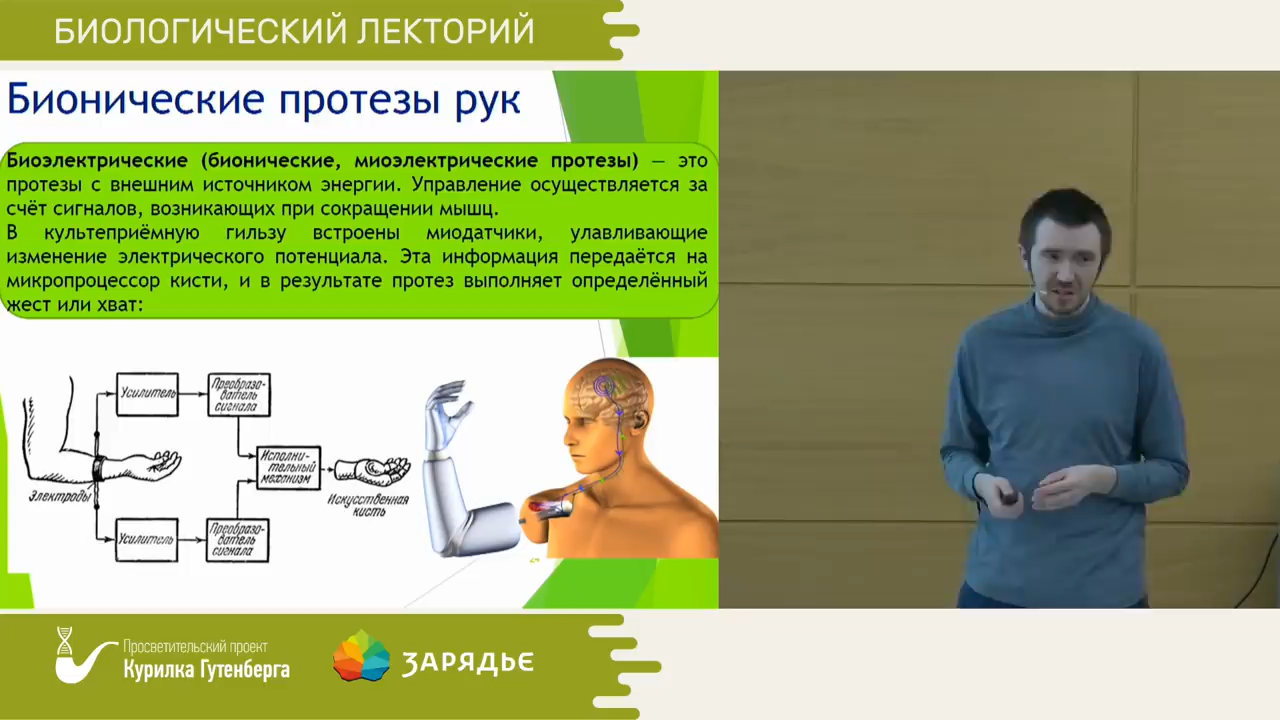 БИОЛОГИЧЕСКИЙ ЛЕКТОРИЙ
Бионические протезы рук
Биоэлектрические (бионические, миоэлектрические протезы) — это
протезы с внешним источником энергии. Управление осуществляется за
счёт сигналов, возникающих при сокращении мышц.
В культеприёмную гильзу встроены миодатчики, улавливающие
изменение электрического потенциала. Эта информация передаётся на
микропроцессор кисти, и в результате протез выполняет определённый
жест или хват:
Усилитель
Преобразо-
ватель
сигнала
Исполни-
тельный
механизм
Электроды
Искусственная
кисть
Усилитель
Преобразо-
ватель
сигнала
Просветительский проект
Курилка Гутенберга
ЗАРЯДЬЕ